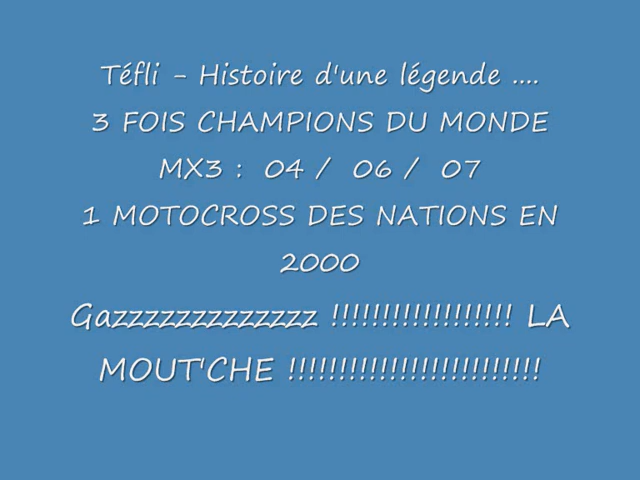 Téfli - Histoire d'une légende ....
3 FOIS CHAMPIONS DU MONDE
MX3 : 04 / 06 / 07
1 MOTOCROSS DES NATIONS EN
2000
Gazzzzzzzzzzzzz !!!!!!!!!!!!!!!!!! LA
MOUT'CHE !!!!!!!!!!!!!!!!!!!!!!!!!